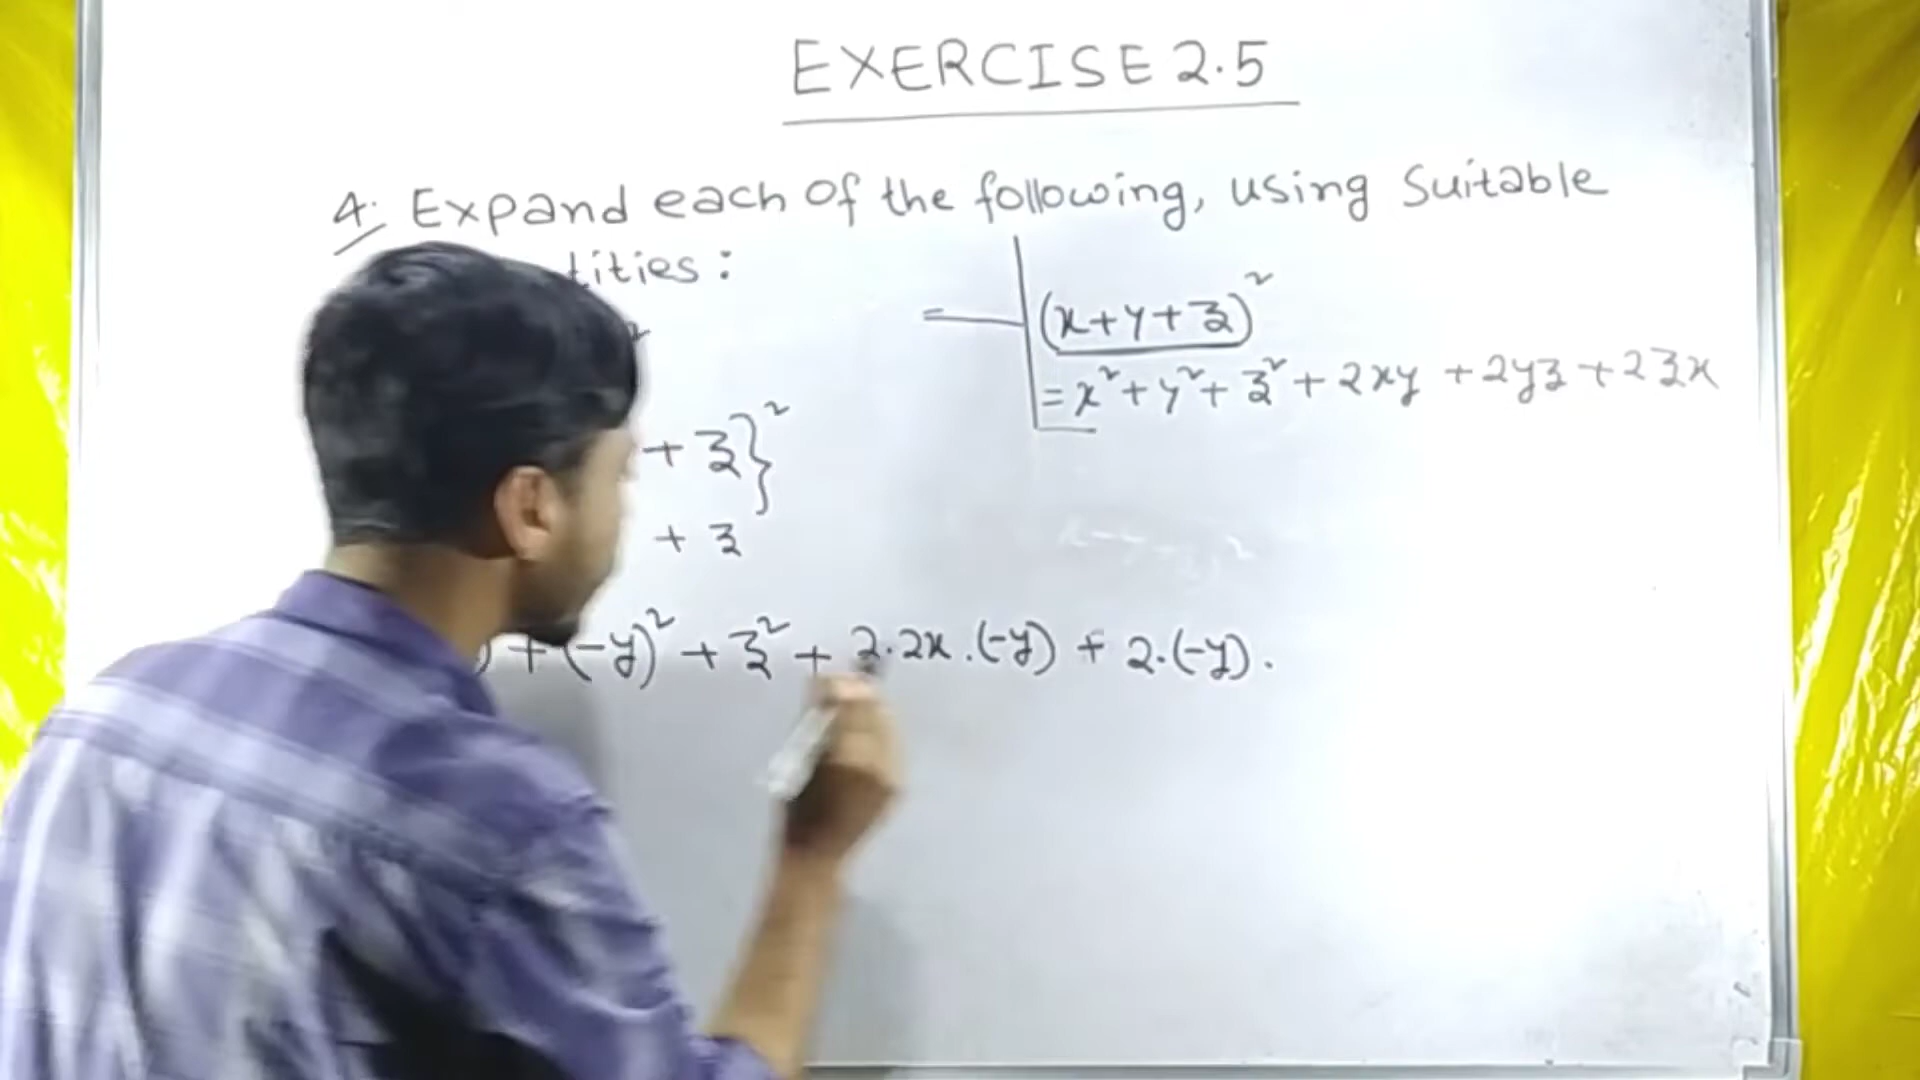 EXERCISE 2.5
4. Expand each of the following, using Suitable
tities :
(x+y+z)²
= x² + y² + z² + 2xy + 2yz + 2zx
+ z}²
+ z
) + (-y)² + z² + 2.2x.(-y) + 2.(-y).